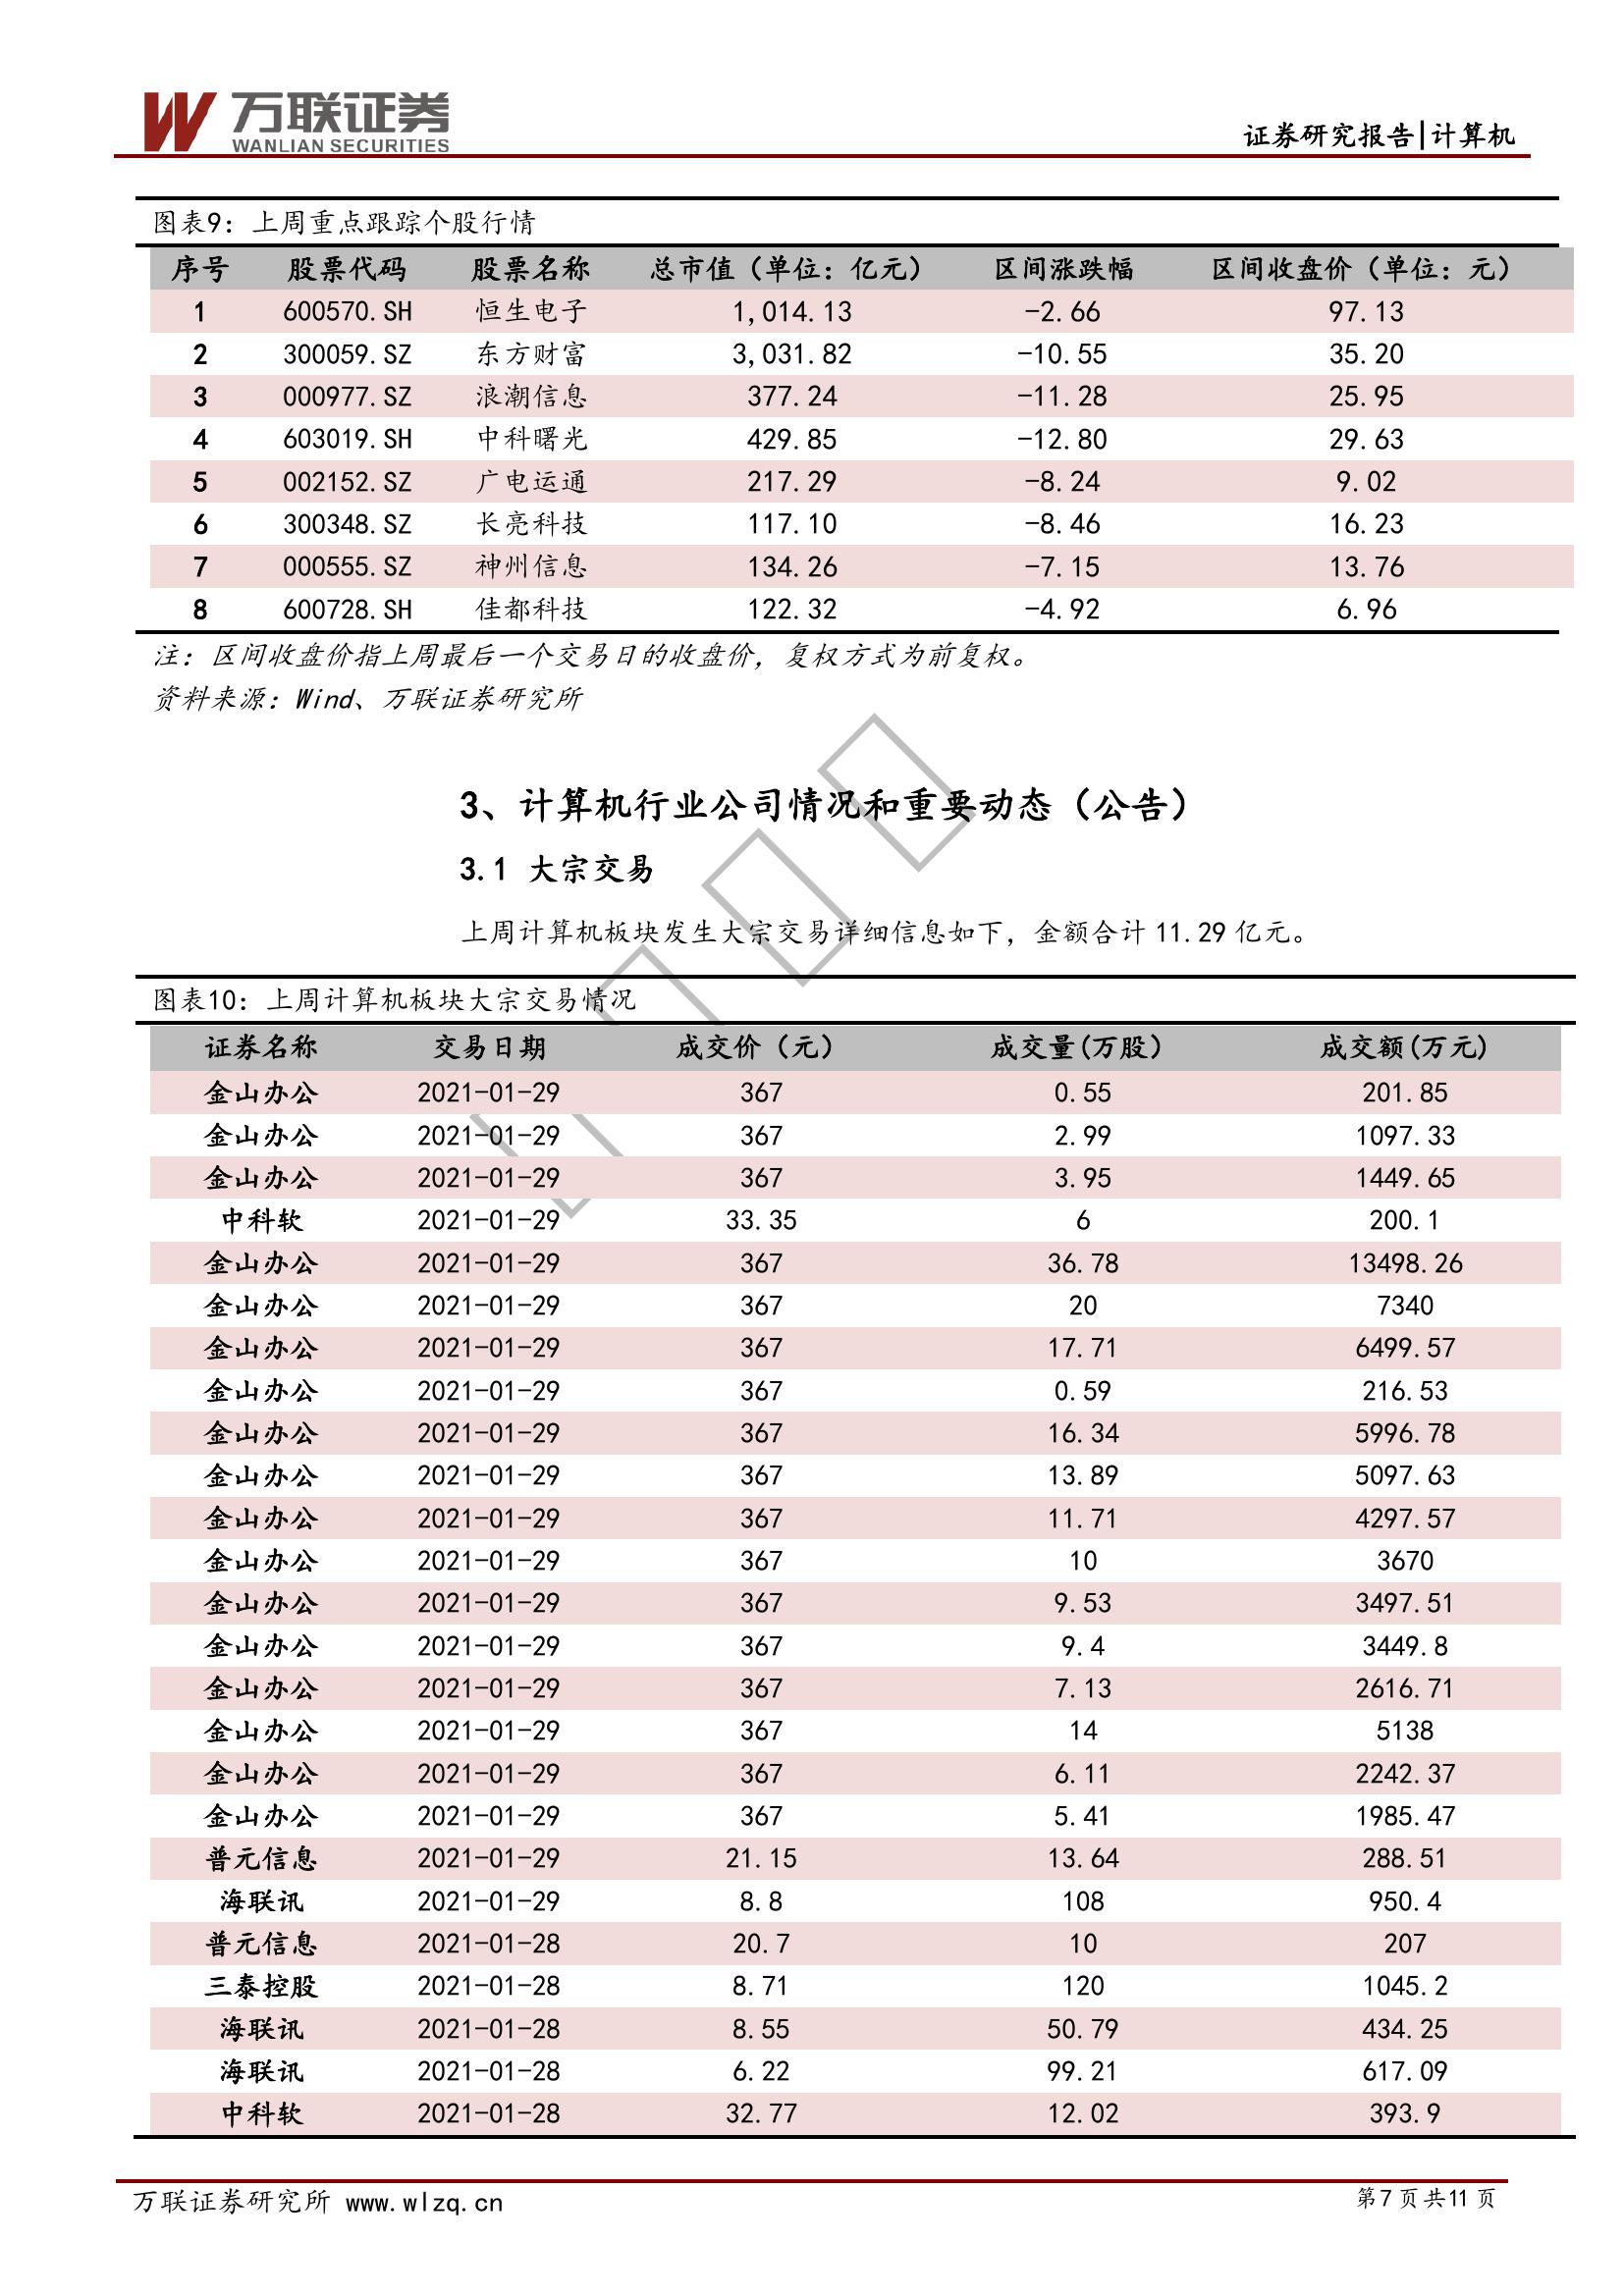 万联证券
WANLIAN SECURITIES
证券研究报告|计算机
图表9：上周重点跟踪个股行情
序号 股票代码 股票名称 总市值（单位：亿元） 区间涨跌幅 区间收盘价（单位：元）
1 600570.SH 恒生电子 1,014.13 -2.66 97.13
2 300059.SZ 东方财富 3,031.82 -10.55 35.20
3 000977.SZ 浪潮信息 377.24 -11.28 25.95
4 603019.SH 中科曙光 429.85 -12.80 29.63
5 002152.SZ 广电运通 217.29 -8.24 9.02
6 300348.SZ 长亮科技 117.10 -8.46 16.23
7 000555.SZ 神州信息 134.26 -7.15 13.76
8 600728.SH 佳都科技 122.32 -4.92 6.96
注：区间收盘价指上周最后一个交易日的收盘价，复权方式为前复权。
资料来源：Wind、万联证券研究所
3、计算机行业公司情况和重要动态（公告）
3.1 大宗交易
上周计算机板块发生大宗交易详细信息如下，金额合计 11.29 亿元。
图表10：上周计算机板块大宗交易情况
证券名称 交易日期 成交价（元） 成交量(万股） 成交额(万元)
金山办公 2021-01-29 367 0.55 201.85
金山办公 2021-01-29 367 2.99 1097.33
金山办公 2021-01-29 367 3.95 1449.65
中科软 2021-01-29 33.35 6 200.1
金山办公 2021-01-29 367 36.78 13498.26
金山办公 2021-01-29 367 20 7340
金山办公 2021-01-29 367 17.71 6499.57
金山办公 2021-01-29 367 0.59 216.53
金山办公 2021-01-29 367 16.34 5996.78
金山办公 2021-01-29 367 13.89 5097.63
金山办公 2021-01-29 367 11.71 4297.57
金山办公 2021-01-29 367 10 3670
金山办公 2021-01-29 367 9.53 3497.51
金山办公 2021-01-29 367 9.4 3449.8
金山办公 2021-01-29 367 7.13 2616.71
金山办公 2021-01-29 367 14 5138
金山办公 2021-01-29 367 6.11 2242.37
金山办公 2021-01-29 367 5.41 1985.47
普元信息 2021-01-29 21.15 13.64 288.51
海联讯 2021-01-29 8.8 108 950.4
普元信息 2021-01-28 20.7 10 207
三泰控股 2021-01-28 8.71 120 1045.2
海联讯 2021-01-28 8.55 50.79 434.25
海联讯 2021-01-28 6.22 99.21 617.09
中科软 2021-01-28 32.77 12.02 393.9
万联证券研究所 www.wlzq.cn
第7页共11页